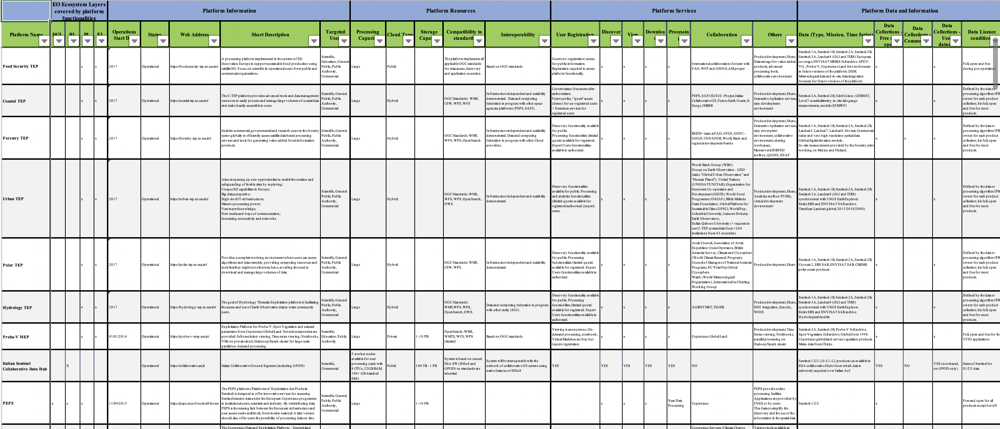 EO Ecosystem Layers
covered by platform
functionalities
Platform Information
Platform Resources
Platform Services
Platform Data and Information
Platform Name
DGL
RL
PL
EL
Operations
Start D
Status
Web Address
Short Description
Targeted
User
Processing
Capacit
Cloud Type
Storage
Capac
Compatibility to
standard
Interoperability
User Registration
Discover
View
Downloa
Processin
Collaboration
Others
Data (Type, Mission, Time Series)
Data
Collections -
Free a
ope
Data
Collections -
Comme
Data
Collections -
Use
datas
Data Licence
condition
Food Security TEP
x
x
2017
Operational
https://foodsecurity-tep.eo.esa.int/
A processing platform implemented in the context of EO
Innovation Europe to support sustainable food production using
satellite EO. Focus on scientific & operational users from public and
commercial organisations.
Scientific,
Education, General
Public, Public
Authority,
Commercial
Large
Public
The platform implements all
applicable OGC standards
for data access, discovery
and application execution
Based on OGC standards
Guest (no-registration) access
for public information.
Registration required to access
platform functionality.
x
x
x
x
International collaborations forseen with
FAO, WFP and GEOGLAM project
Product development, Share,
Data storage for value-added
products, advanced
processing tools,
collaborative environment
Sentinel-1A, Sentinel-1B, Sentinel-2A, Sentinel-2B,
Sentinel-3A, Landsat 8 (OLI and TIRS) European
coverage, ENVISAT MERIS full archive. SPOT-
VG , Proba-V, Copernicus Land Service foreseen
in future versions of the platform. DEM.
Metereological data and in-situ data integration
foreseen for future versions of the platform.
x
x
Full, open and free
during pre-operations
Coastal TEP
x
x
2017
Operational
https://coastal-tep.eo.esa.int/
The C-TEP platform provides advanced tools and data management
resources to easily process and manage large volumes of coastal data
and make it easily accessible to users.
Scientific, General
Public, Public
Authority,
Commercial
Large
Hybrid
OGC Standards: WMS,
CSW, WPS, WFS
Infrastructure independent and scalability
demonstrated. Data and computing
federation in progress with other space
agencies platforms (PEPS, SAFI) .
Current status: free access after
authorization.
Future policy: "guest" access
(demo) for un-registered users
+ freemium services for
registered users
x
x
x
x
PEPS, SAFI H2020 -Project, Italian
Collaborative GS, Future Earth Coasts, E-
Surge, IMBER
Product development, Share,
Interactive Aplication services,
easy development
environment
Sentinel-2A, Sentinel-2B, GlobColour, GHRSST,
Level 3 coastal altimetry, in-situ tide gauge
measurements, models (ECMWF)
x
x
Defined by the data or
processing algorithm IPR
owner for each product
collection; it is full, open
and free for most
products.
Forestry TEP
x
x
2017
Operational
https://forestry-tep.eo.esa.int/
Enables commercial, governmental and research users in the forestry
sector globally to efficiently access satellite data based processing
services and tools for generating value-added forest information
products.
Scientific, General
Public, Public
Authority,
Commercial
Large
Hybrid
OGC Standards: WMS,
WFS, WPS, OpenSearch.
Infrastructure independent and scalability
demonstrated. Data and computing
federation in progress with other Cloud
providers.
Discovery functionality available
for public.
Processing functionlities (limited
quota) available for registered.
Expert Users functionalities
available to authorized.
x
x
x
x
REDD+ team at FAO, GFOI, GOFC-
GOLD, CONAFOR, World Bank and
regional development banks
Product development, Share,
Interactive Aplication services,
easy deveoplent
environment, collaborative
environment, sharing
workspace,
Monterverdi/ORFEO
toolbox, QGISS, SNAP
Sentinel-1A, Sentinel-1B, Sentinel-2A, Sentinel-2B,
Landsat 5, Landsat 7, Landsat 8, Envisat. Commercial
radar and very high resolution optical data.
Global digital elevation models.
In-situ measurements provided by the forestry pilot
working on Mexico and Finland.
x
x
x
Defined by the data or
processing algorithm IPR
owner for each product
collection; it is full, open
and free for most
products.
Urban TEP
x
x
2017
Operational
https://urban-tep.eo.esa.int/
Aims at opening up new opportunities to enable the creation and
safeguarding of livable cities by exploring:
Unique EO capabilities in Europe;
Big data perspective;
High-level IT-infrastructures;
Massive processing power;
Vast expert knowledge;
New media and ways of communication;
Increasing connectivity and networks.
Scientific, General
Public, Public
Authority,
Commercial
Large
Hybrid
OGC Standards: WMS,
WFS, WPS, OpenSearch,
OWS.
Infrastructure independent and scalability
demonstrated.
Discovery functionalities
available for public. Processing
and analytics functionalities
(limited quota) available for
registered/authorised (expert)
users.
x
x
x
x
World Bank Group (WBG)
Group on Earth Observation - GEO
(tasks “Global Urban Observation” and
“Human Planet”); United Nations
(UNOSAT/UNITAR); Organisation for
Economic Co-operation and
Development (OECD); World Food
Programme (OSZAF); Bill & Melinda
Gates Foundation; Global Platform for
Sustainable Cities (GPSC); WorldPop;
Columbia University; Lamont-Doherty
Earth Observatory;
Sultan Qaboos University (+ requests to
use U-TEP system/data from >260
institutions from 43 countries)
Product development, Share,
Analytics toolbox PUMA,
virtual development
environment
Sentinel-1A, Sentinel-1B, Sentinel-2A, Sentinel-2B,
Sentinel-3A, Landsat 8 (OLI and TIRS)
synchronised with USGS EarthExplorer.
Entire ERS and ENVISAT SAR archive.
TimeScan Landsat (global: 2015/2010/2000)
x
x
Defined by the data or
processing algorithm IPR
owner for each product
collection; it is full, open
and free for most
products.
Polar TEP
x
x
2017
Operational
https://polar-tep.eo.esa.int/
Provides a complete working environment where users can access
algorithms and data remotely, providing computing resources and
tools that they might not otherwise have, avoiding the need to
download and manage large volumes of data.
Scientific, General
Public, Public
Authority,
Commercial
Large
Hybrid
OGC Standards: WMS,
CSW, WPS.
Infrastructure independent and scalability
demonstrated.
Discovery functionality available
for public. Processing
functionalities (limited quota)
available for registered. Expert
Users functionalities available to
authorized.
x
x
x
x
Arctic Council, Association of Arctic
Expedition Cruise Operators, British
Antarctic Survey, Climate and Cryosphere
(World Climate Research Program),
Council of Managers of National Antarctic
Programs, EU PolarNet, Global
Cryosphere
Watch (World Meteorological
Organization), International Ice Charting
Working Group
Product development, Share
Sentinel-1A, Sentinel-1B, Sentinel-2A, Sentinel-2B,
Cryosat-2, ERS SAR, ENVISAT SAR, CMEMS
polar ocean products
x
x
Defined by the data or
processing algorithm IPR
owner for each product
collection; it is full, open
and free for most
products.
Hydrology TEP
x
x
2017
Operational
https://hydrology-tep.eo.esa.int/
The goal of Hydrology Thematic Exploitation platform is facilitating
the access and use of Earth Observation data to water community
users.
Scientific, General
Public, Public
Authority,
Commercial
Large
Hybrid
OGC Standards:
WMS,WFS, WPS,
OpenSearch, OWS.
Data and computing federation in progress
with other entity (EGI).
Discovery functionality available
for public. Processing
functionlities (limited quota)
available for registered. Expert
Users functionalities available to
authorized.
x
x
x
x
AGRHYMET, TIGER
Product development, Share,
DOI integration, Zenodo,
WOIS
Sentinel-1A, Sentinel-1B, Sentinel-2A, Sentinel-2B,
Sentinel-3A, Landsat 8 (OLI and TIRS)
synchronised with USGS EarthExplorer.
Entire ERS and ENVISAT SAR archive.
Hydrological models.
x
x
Defined by the data or
processing algorithm IPR
owner for each product
collection; it is full, open
and free for most
products.
Proba-V MEP
x
x
01/01/2016
Operational
https://proba-v-mep.esa.int
Exploitation Platform for Proba-V, Spot-Vegetation and selected
parameters from Copernicus Global Land. Several components are
provided: full-resolution viewing, Time series viewing, Notebooks,
VMs on private cloud, Hadooop/Spark cluster for large-scale
parallel on-demand processing
Scientific,
Education, Public
Authority
Large
Private
1-10 PB
OpenSearch, WMS,
WMTS, WCS, WPS
(limited)
Based on OGC standards
Viewing is anonymous. On-
demand processing, notebook,
Virtual Machines are free, but
require registration.
x
x
x
x
Copernicus Global Land
Product development, Time
Series viewing, Notebooks,
parallel processing on
Hadoop/Spark cluster
Sentinel-2A, Sentinel-2B, Proba-V full archive,
Spot-Vegetation full archive: Global from 1998.
Copernicus global land service vegetation products.
Meteo data from Chirps
x
x
Full, open and free for the
VITO applications
Italian Sentinel
Collaborative Data Hub
X
Operational
https://collaborative.asi.it/
Italian Collaborative Ground Segment (including GPOD)
Scientific,
Commercial
5 worker nodes
available for user
processing (each with
8 CPUs, 32GB RAM,
100+ GB Attached
disk)
Public
100 TB- 1 PB
System is based on reused
ESA SW (DHuS and
GPOD) so standards are
inherited
System will be interoperable with the
network of collaborative GS centers using
native features of DHuS
YES
YES
YES
YES
YES
NO
Sentinel-1/2/3, L0-L1-L2 products (as available in
ESA collaborative Hubs from which data is
mirrored) acquired over Italian AoI
YES
NO
YES (not shared,
on GPOD only)
Same of Sentinel for
S1/2/3 data
PEPS
x
x
x
11/09/2015
Operational
https://peps.cnes.fr/rocket/#/home
The PEPS platform (Plateforme d’Exploitation des Produits
Sentinel) is designed to offer innovative services for accessing
Sentinel mission data under the European Copernicus programme
to institutional users, scientists and industry. By redistributing data,
PEPS is the missing link between the European infrastructure and
user access needs at all levels, from local to national. A later version
should also offer users the possibility of processing data on-line.
Scientific, General
Public, Public
Authority,
Commercial
Large
1-10 PB
x
x
x
Near Data
Processing
Copernicus
PEPS provide online
processing facilities
Applications are provided by
CNES or by users
This feature simplify the
discovery and the use of the
information in the spatial data
Sentinel-1/2/3
x
Free and open for all
products except Level 0
The Copernicus Data and Exploitation Platform – Deutschland
Copernicus Services (Climate Change
Various tools available at: